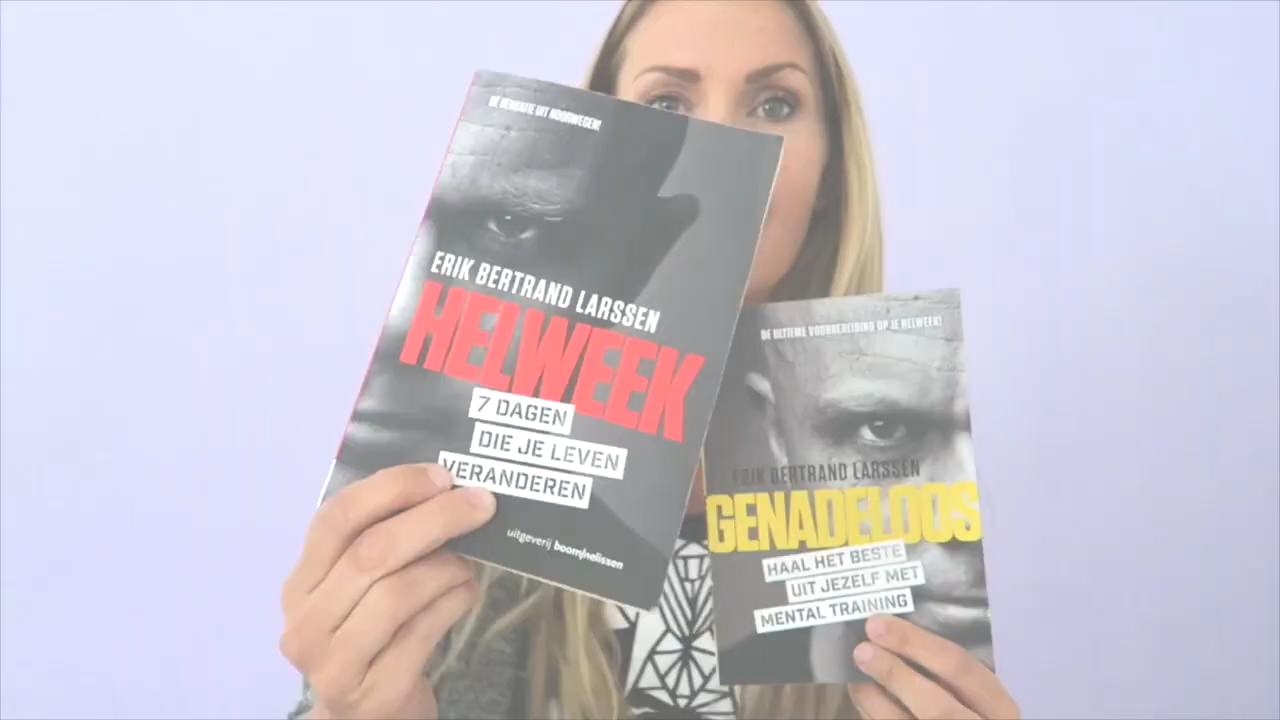 DÉ SENSATIE UIT NOORWEGEN!
ERIK BERTRAND LARSSEN
HELWEEK
7 DAGEN
DIE JE LEVEN
VERANDEREN
uitgeverij boom|nelissen
DE ULTIEME VOORBEREIDING OP JE HELWEEK!
ERIK BERTRAND LARSSEN
GENADELOOS
HAAL HET BESTE
UIT JEZELF MET
MENTAL TRAINING